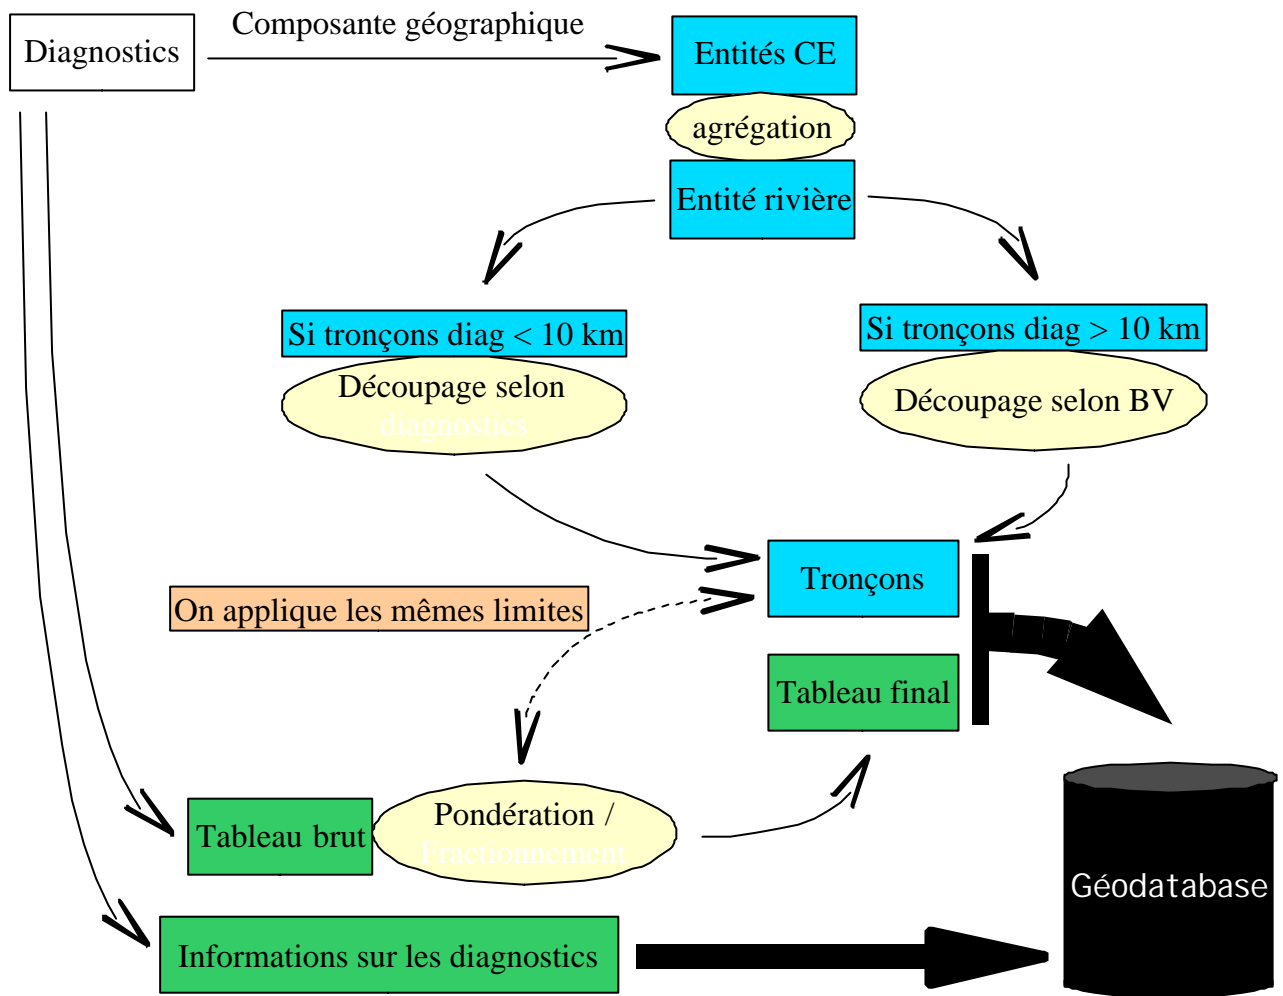 Composante géographique
Diagnostics
Entités CE
agrégation
Entité rivière
Si tronçons diag < 10 km
Si tronçons diag > 10 km
Découpage selon
diagnostics
Découpage selon BV
Tronçons
On applique les mêmes limites
Tableau final
Tableau brut
Pondération /
Fractionnement
Géodatabase
Informations sur les diagnostics